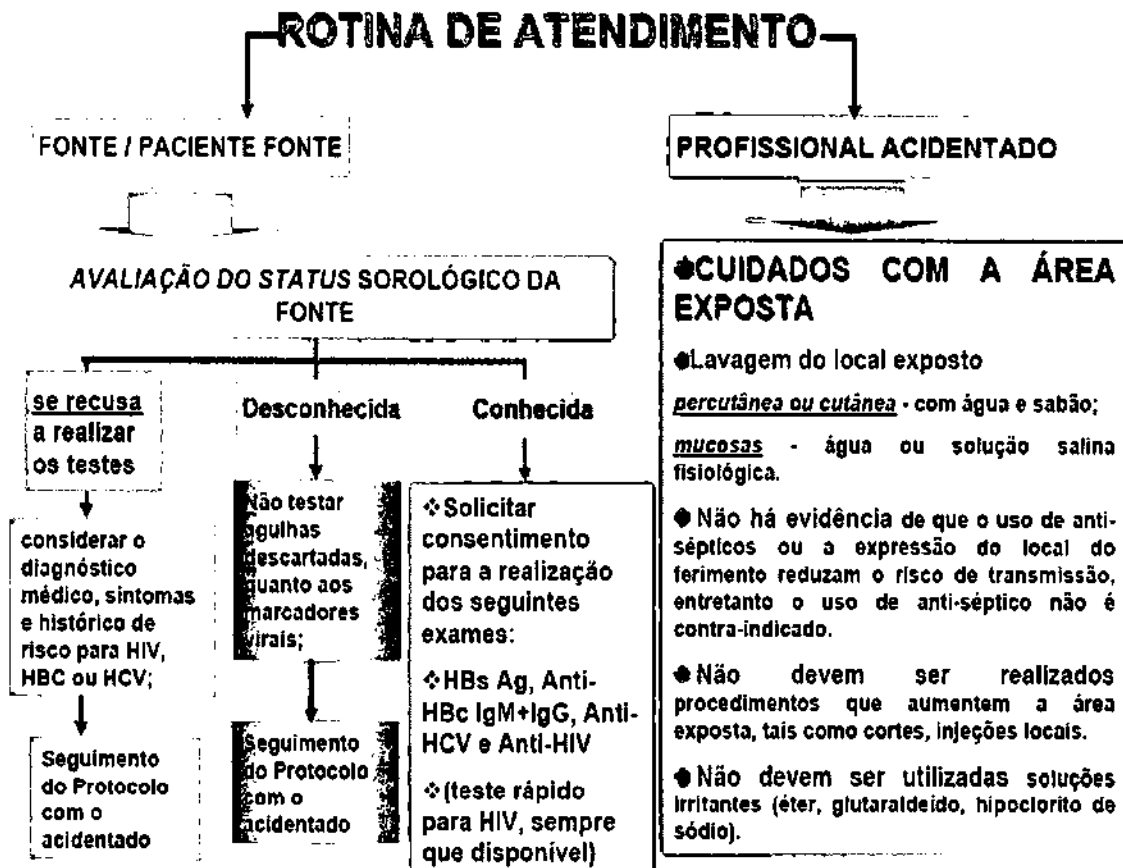 ROTINA DE ATENDIMENTO
FONTE / PACIENTE FONTE
AVALIAÇÃO DO STATUS SOROLÓGICO DA
FONTE
se recusa
a realizar
os testes
considerar o
diagnóstico
médico, sintomas
e histórico de
risco para HIV,
HBC ou HCV;
Seguimento
do Protocolo
com o
acidentado
Desconhecida
Não testar
agulhas
descartadas,
quanto aos
marcadores
virais;
Seguimento
do Protocolo
com o
acidentado
Conhecida
❖Solicitar
consentimento
para a realização
dos seguintes
exames:
❖HBs Ag, Anti-
HBc IgM+IgG, Anti-
HCV e Anti-HIV
❖(teste rápido
para HIV, sempre
que disponível)
PROFISSIONAL ACIDENTADO
●CUIDADOS COM A ÁREA
EXPOSTA
●Lavagem do local exposto
percutânea ou cutânea - com água e sabão;
mucosas - água ou solução salina
fisiológica.
● Não há evidência de que o uso de anti-
sépticos ou a expressão do local do
ferimento reduzam o risco de transmissão,
entretanto o uso de anti-séptico não é
contra-indicado.
●Não devem ser realizados
procedimentos que aumentem a área
exposta, tais como cortes, injeções locais.
●Não devem ser utilizadas soluções
irritantes (éter, glutaraldeído, hipoclorito de
sódio).